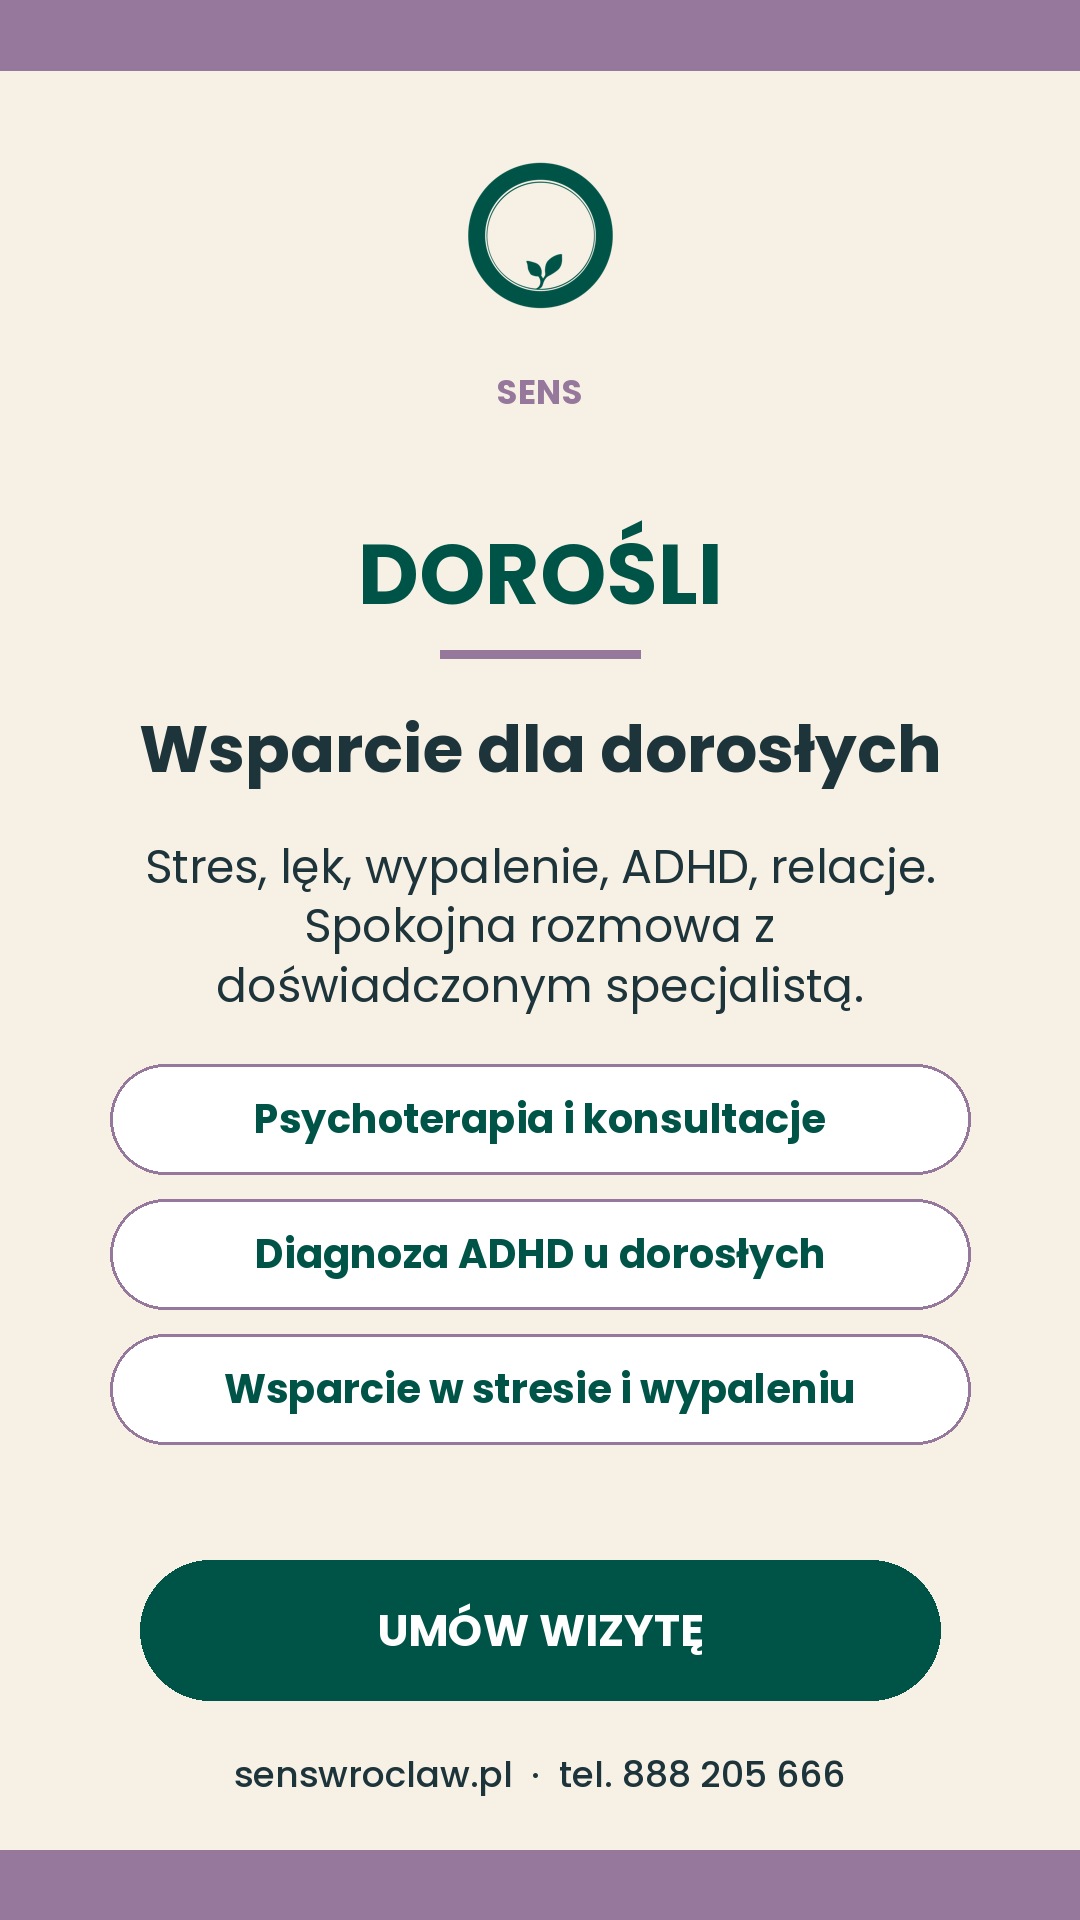 SENS
DOROŚLI
Wsparcie dla dorosłych
Stres, lęk, wypalenie, ADHD, relacje.
Spokojna rozmowa z
doświadczonym specjalistą.
Psychoterapia i konsultacje
Diagnoza ADHD u dorosłych
Wsparcie w stresie i wypaleniu
UMÓW WIZYTĘ
senswroclaw.pl · tel. 888 205 666